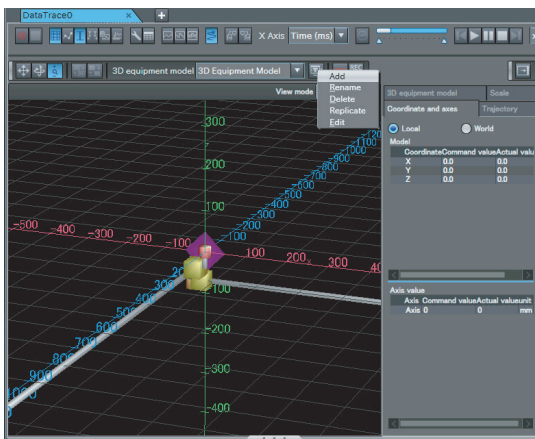 DataTrace0 × +
X Axis Time (ms)
3D equipment model 3D Equipment Model
Add
Rename
Delete
Replicate
Edit
View mode
3D equipment model Scale
Coordinate and axes Trajectory
Local World
Model
Coordinate Command value Actual valu
X 0.0 0.0
Y 0.0 0.0
Z 0.0 0.0
Axis value
Axis Command value Actual value unit
Axis 0 0 0 mm
300
200
100
-500 -400 -300 -200 -100 100 200 300 40
-100
-200
-300
-400
-100
-200
-300
-400
-500
-600
-700
-800
-900
-1000
-1100
300
400
500
600
700
800
900